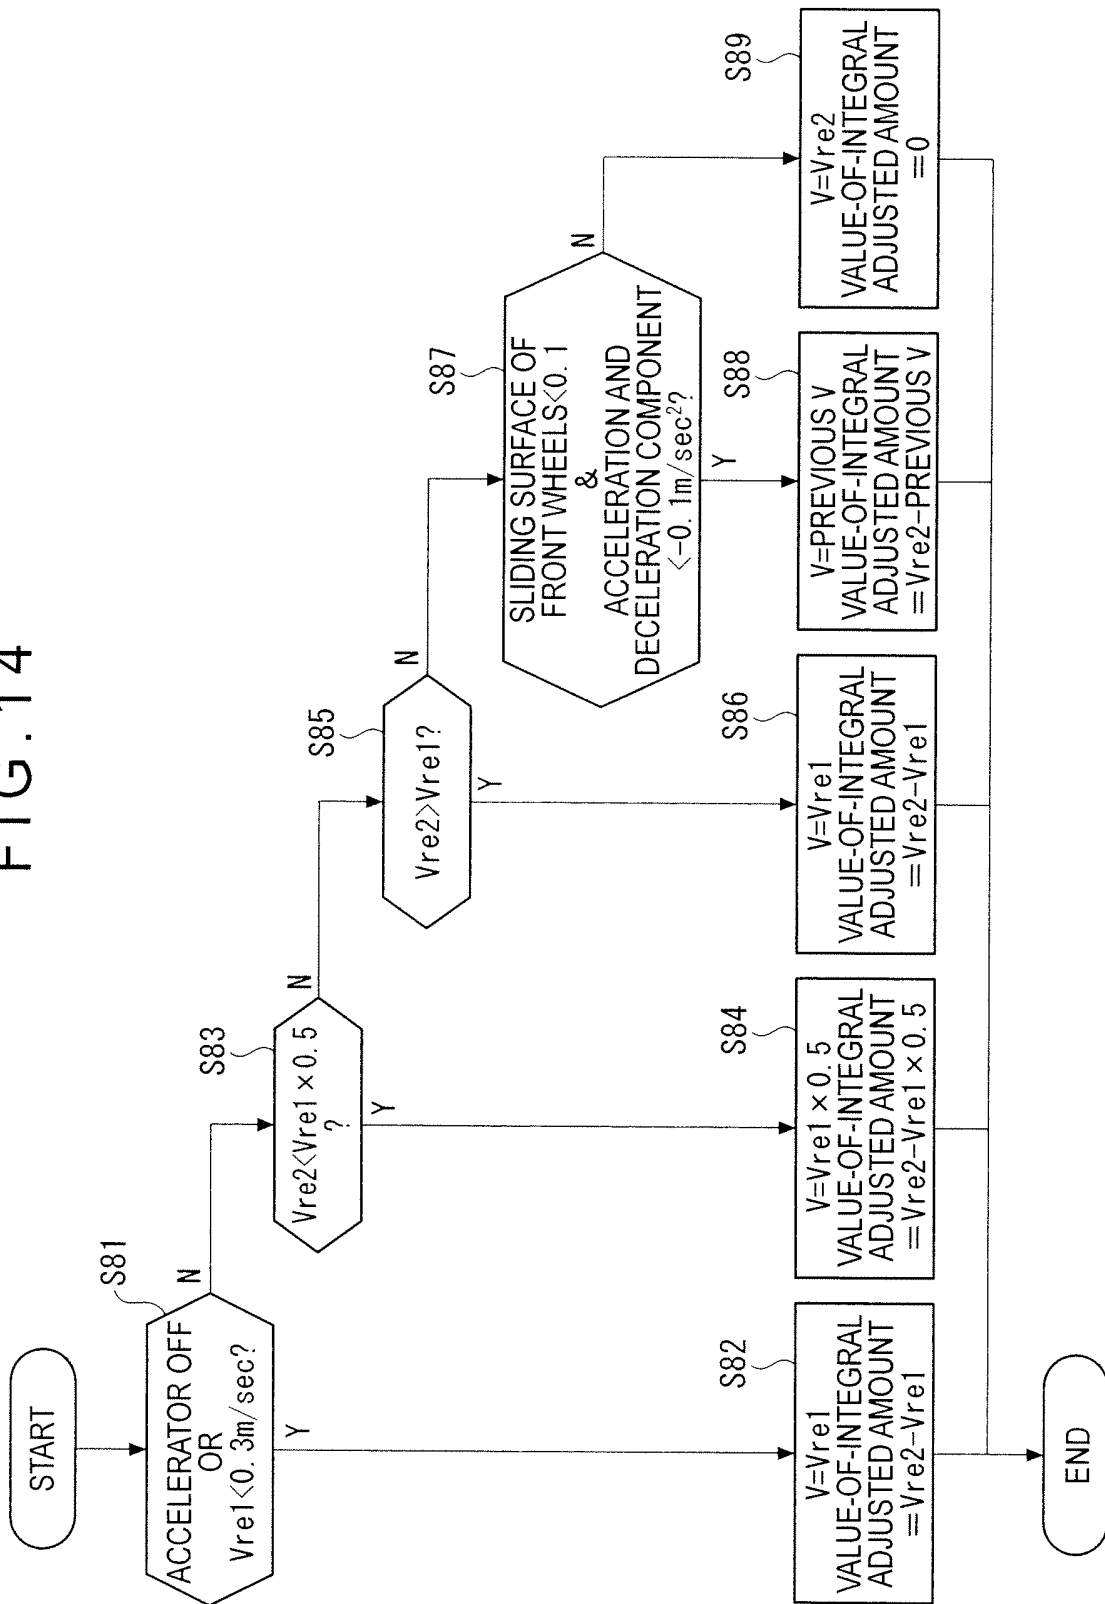 FIG. 14
START
S81
ACCELERATOR OFF
OR
Vre1<0.3m/sec?
N
Y
S83
Vre2<Vre1×0.5
?
N
Y
S85
Vre2>Vre1?
N
Y
S87
SLIDING SURFACE OF
FRONT WHEELS<0.1
&
ACCELERATION AND
DECELERATION COMPONENT
<-0.1m/sec²?
N
Y
S82
V=Vre1
VALUE-OF-INTEGRAL
ADJUSTED AMOUNT
=Vre2-Vre1
S84
V=Vre1×0.5
VALUE-OF-INTEGRAL
ADJUSTED AMOUNT
=Vre2-Vre1×0.5
S86
V=Vre1
VALUE-OF-INTEGRAL
ADJUSTED AMOUNT
=Vre2-Vre1
S88
V=PREVIOUS V
VALUE-OF-INTEGRAL
ADJUSTED AMOUNT
=Vre2-PREVIOUS V
S89
V=Vre2
VALUE-OF-INTEGRAL
ADJUSTED AMOUNT
=0
END